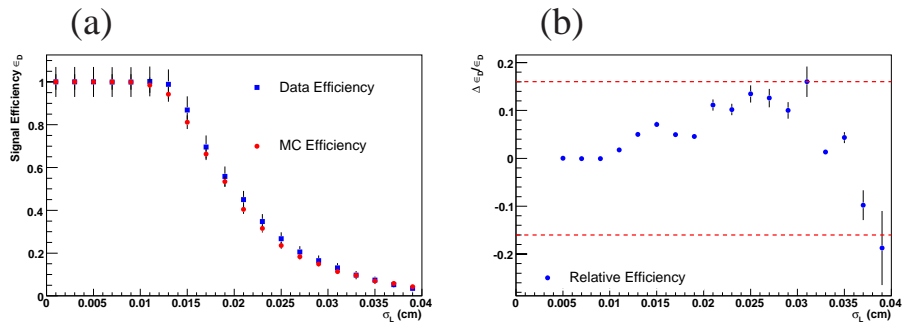 (a)
(b)
Signal Efficiency ϵ_D
1
0.8
0.6
0.4
0.2
0
Data Efficiency
MC Efficiency
0 0.005 0.01 0.015 0.02 0.025 0.03 0.035 0.04
σ_L (cm)
Δ ϵ_D/ϵ_D
0.2
0.1
0
-0.1
-0.2
Relative Efficiency
0 0.005 0.01 0.015 0.02 0.025 0.03 0.035 0.04
σ_L (cm)